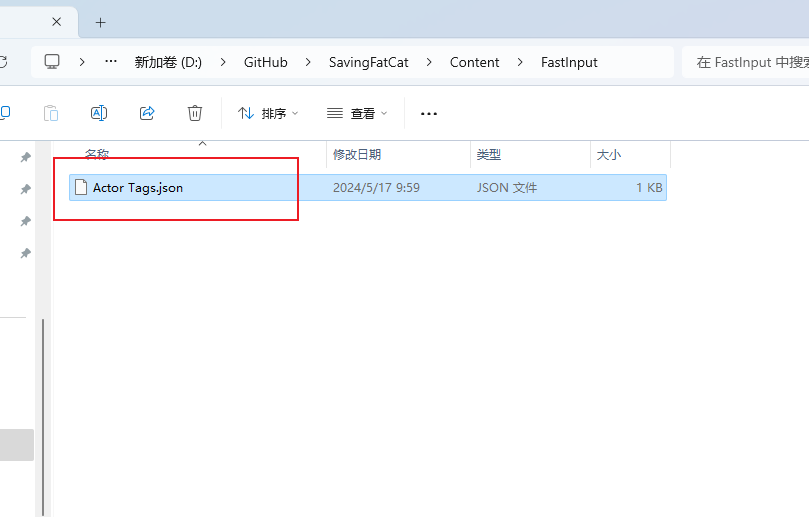 新加卷 (D:) GitHub SavingFatCat Content FastInput 在 FastInput 中搜
排序 查看
名称 修改日期 类型 大小
Actor Tags.json 2024/5/17 9:59 JSON 文件 1 KB